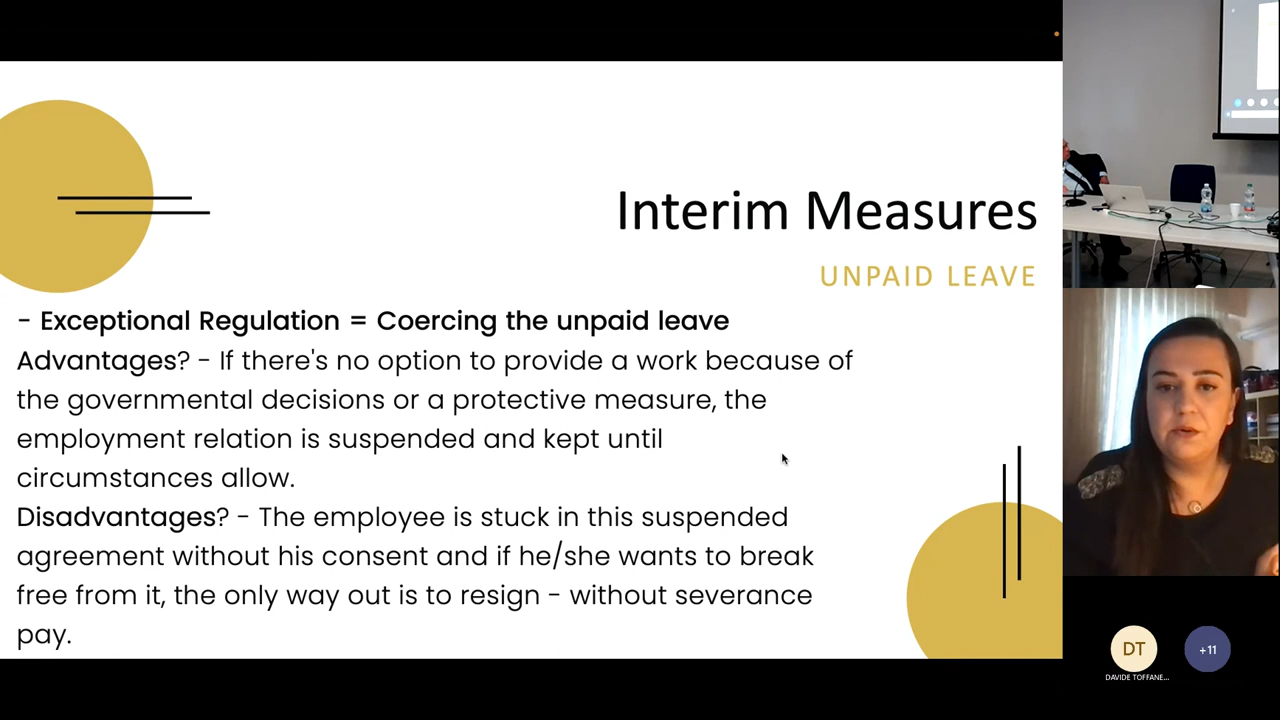 Interim Measures
UNPAID LEAVE
- Exceptional Regulation = Coercing the unpaid leave
Advantages? - If there's no option to provide a work because of
the governmental decisions or a protective measure, the
employment relation is suspended and kept until
circumstances allow.
Disadvantages? - The employee is stuck in this suspended
agreement without his consent and if he/she wants to break
free from it, the only way out is to resign - without severance
pay.
DT
+11
DAVIDE TOFFANE...